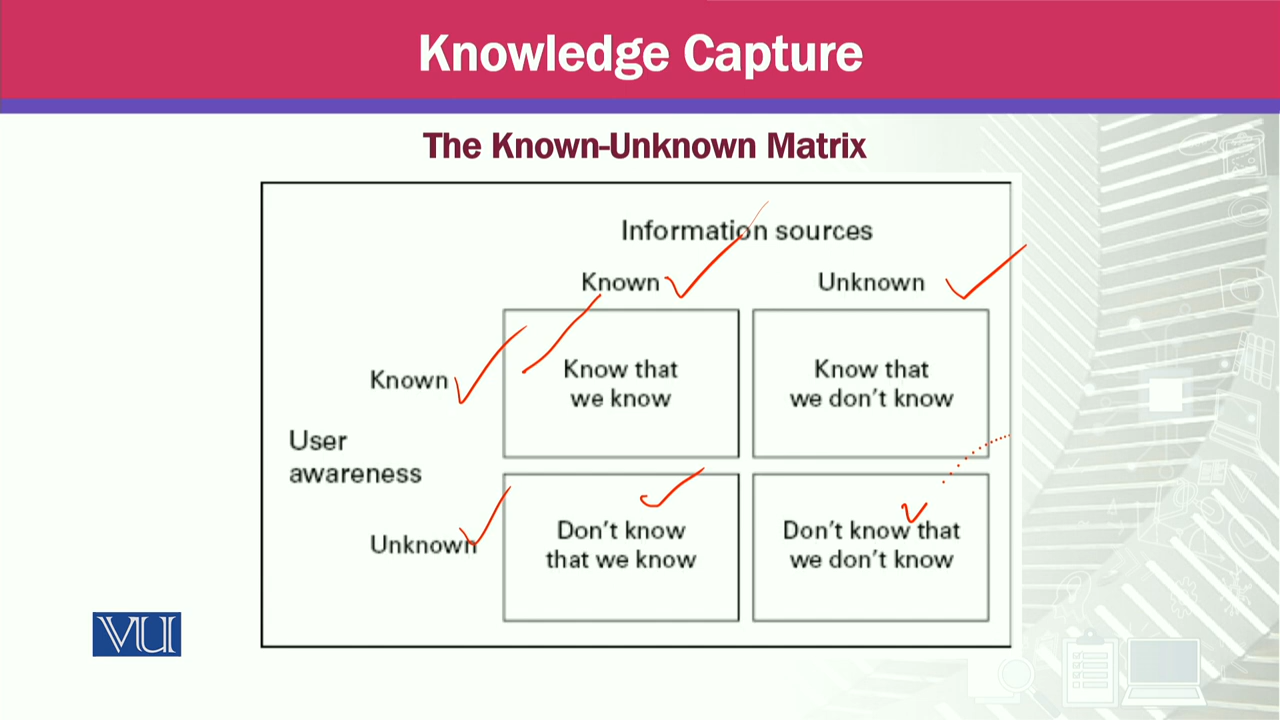 Knowledge Capture
The Known-Unknown Matrix
Information sources
Known
Unknown
Known
Know that
we know
Know that
we don't know
User
awareness
Unknown
Don't know
that we know
Don't know that
we don't know
VU